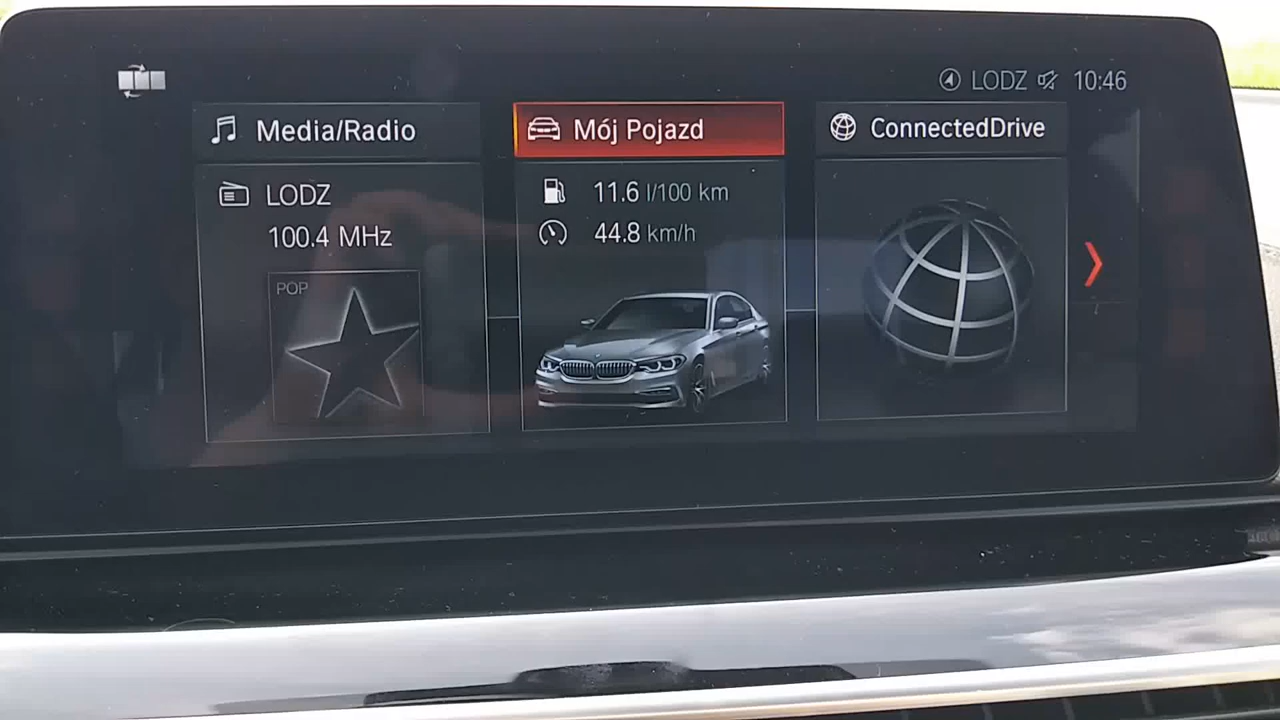 LODZ 10:46
Media/Radio
Mój Pojazd
ConnectedDrive
LODZ
100.4 MHz
POP
11.6 l/100 km
44.8 km/h